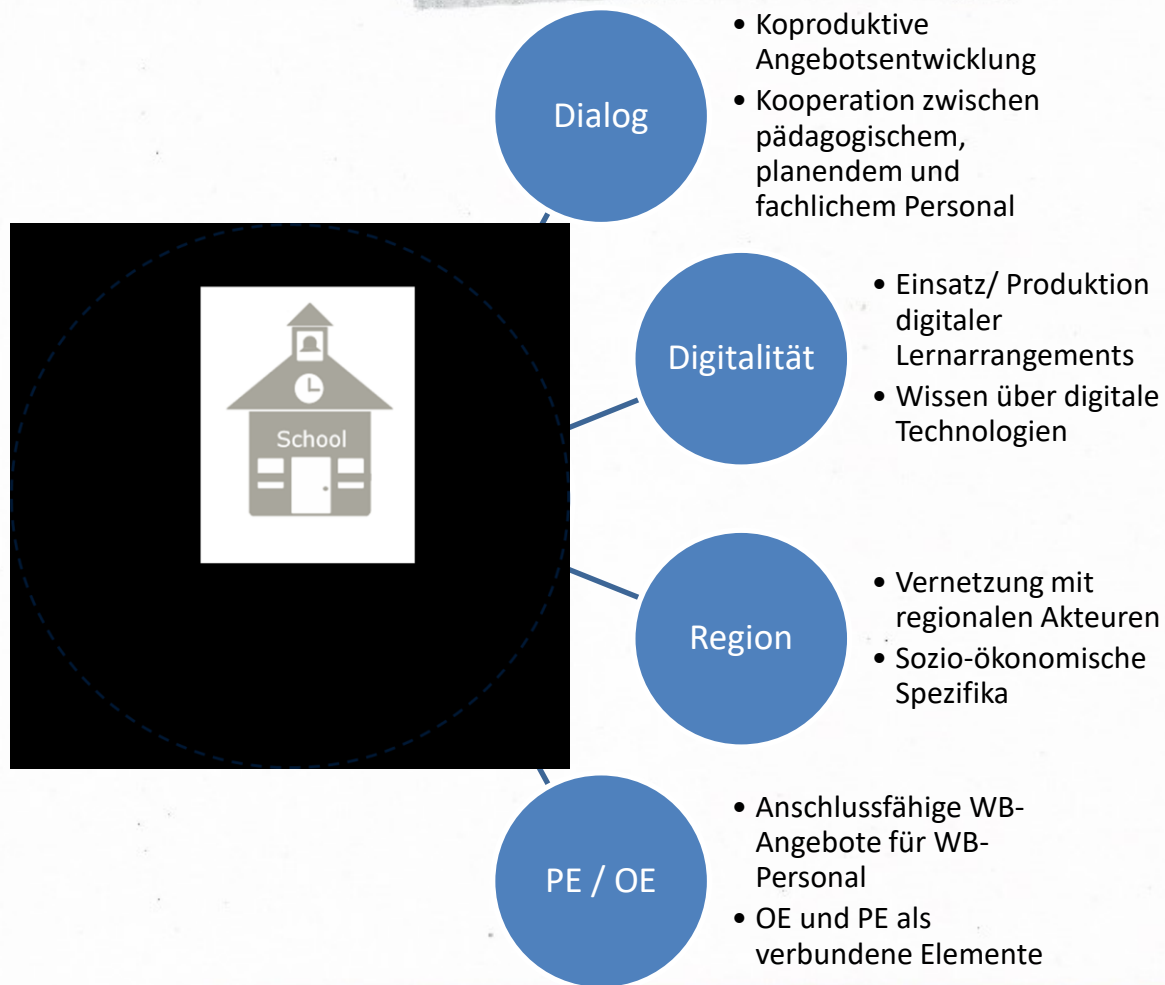 Dialog
• Koproduktive
Angebotsentwicklung
• Kooperation zwischen
pädagogischem,
planendem und
fachlichem Personal
School
Digitalität
• Einsatz/ Produktion
digitaler
Lernarrangements
• Wissen über digitale
Technologien
Region
• Vernetzung mit
regionalen Akteuren
• Sozio-ökonomische
Spezifika
PE / OE
• Anschlussfähige WB-
Angebote für WB-
Personal
• OE und PE als
verbundene Elemente